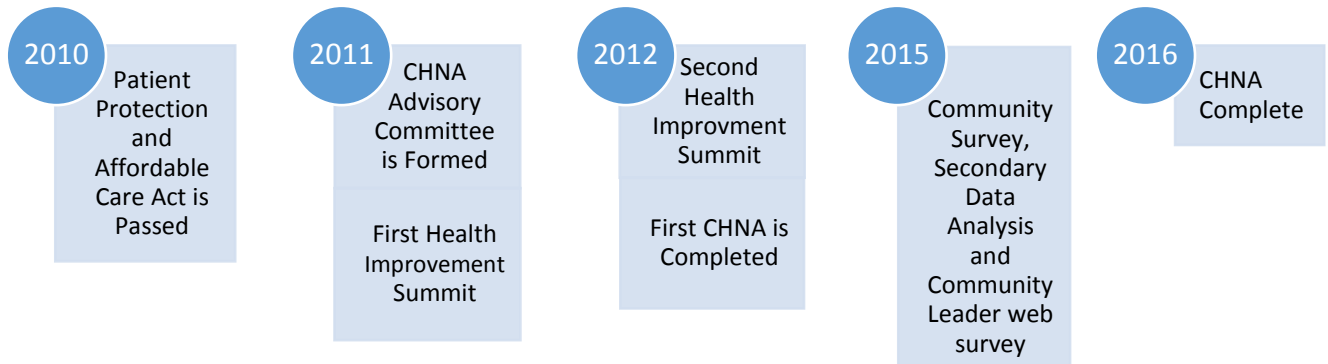 2010
Patient
Protection
and
Affordable
Care Act is
Passed
2011
CHNA
Advisory
Committee
is Formed
First Health
Improvement
Summit
2012
Second
Health
Improvment
Summit
First CHNA is
Completed
2015
Community
Survey,
Secondary
Data
Analysis
and
Community
Leader web
survey
2016
CHNA
Complete